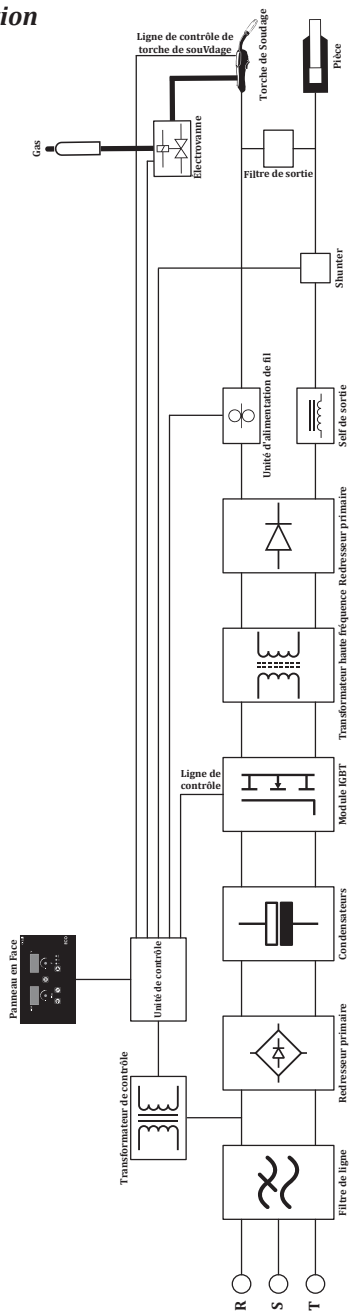 tion
Ligne de contrôle de
torche de souVdage
Torche de Soudage
Pièce
Gas
Electrovanne
Filtre de sortie
Shunter
Unité d'alimentation de fil
Self de sortie
Redresseur primaire
Transformateur haute fréquence
Ligne de
contrôle
Module IGBT
Panneau en Face
Unité de contrôle
Condensateurs
Transformateur de contrôle
Redresseur primaire
Filtre de ligne
R
S
T